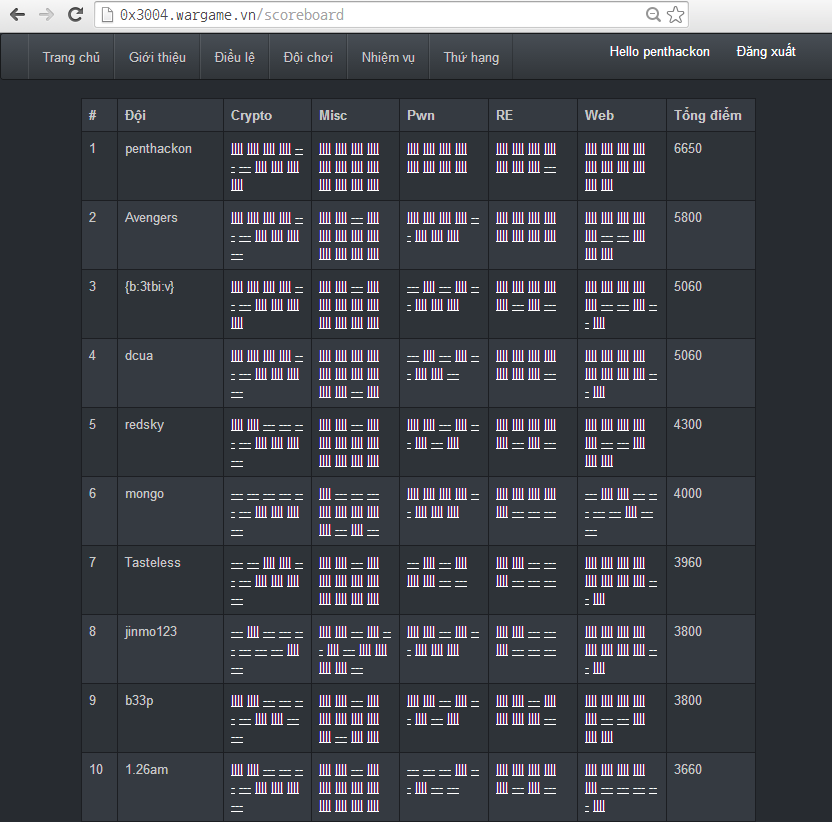 0x3004.wargame.vn/scoreboard
Trang chủ Giới thiệu Điều lệ Đội chơi Nhiệm vụ Thứ hạng Hello penthackon Đăng xuất
# Đội Crypto Misc Pwn RE Web Tổng điểm
1 penthackon 6650
2 Avengers 5800
3 {b:3tbi:v} 5060
4 dcua 5060
5 redsky 4300
6 mongo 4000
7 Tasteless 3960
8 jinmo123 3800
9 b33p 3800
10 1.26am 3660